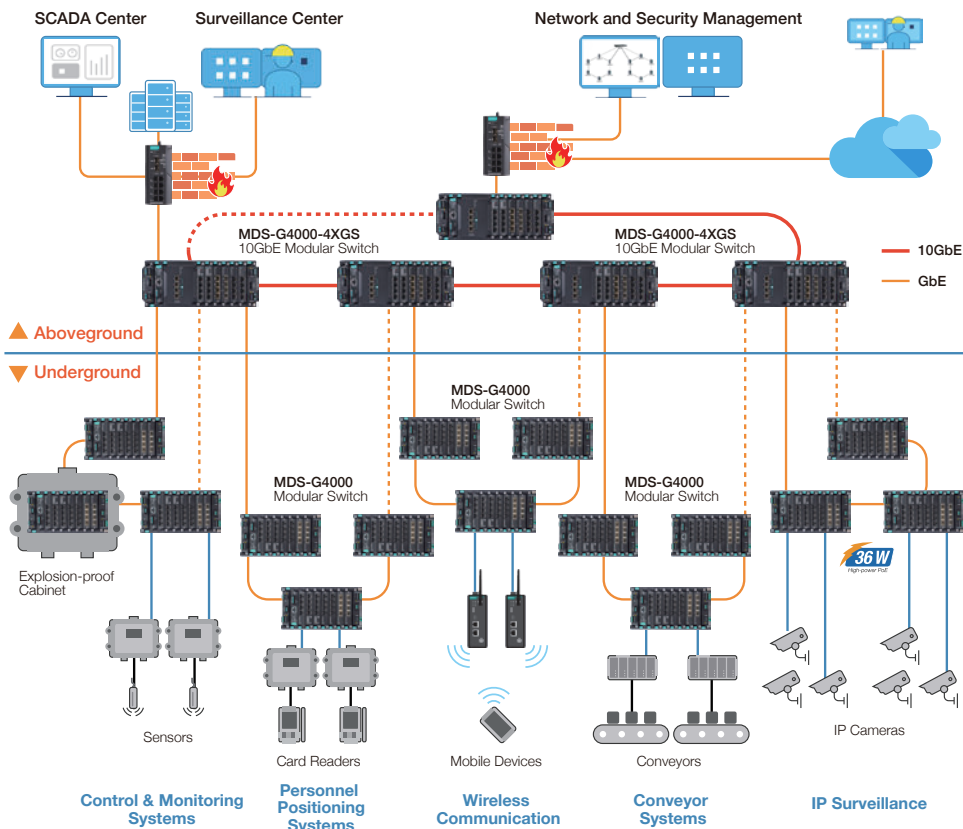 SCADA Center
Surveillance Center
Network and Security Management
MDS-G4000-4XGS
10GbE Modular Switch
MDS-G4000-4XGS
10GbE Modular Switch
10GbE
GbE
Aboveground
Underground
MDS-G4000
Modular Switch
MDS-G4000
Modular Switch
MDS-G4000
Modular Switch
36W
High-power PoE
Explosion-proof
Cabinet
Sensors
Card Readers
Mobile Devices
Conveyors
IP Cameras
Control & Monitoring
Systems
Personnel
Positioning
Systems
Wireless
Communication
Conveyor
Systems
IP Surveillance